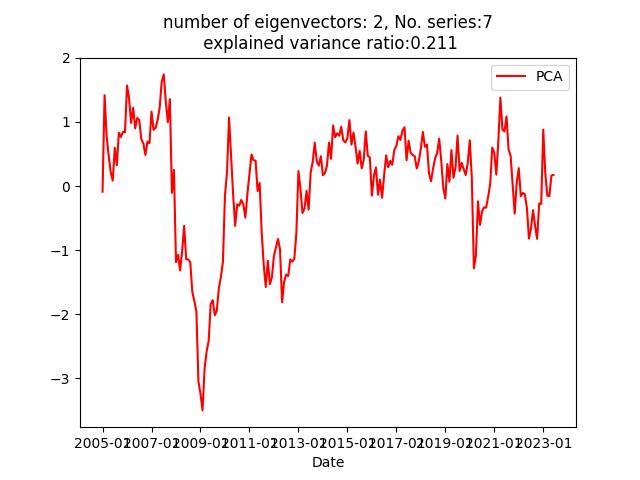 number of eigenvectors: 2, No. series:7
explained variance ratio:0.211
PCA
2
1
0
−1
−2
−3
2005-01 2007-01 2009-01 2011-01 2013-01 2015-01 2017-01 2019-01 2021-01 2023-01
Date